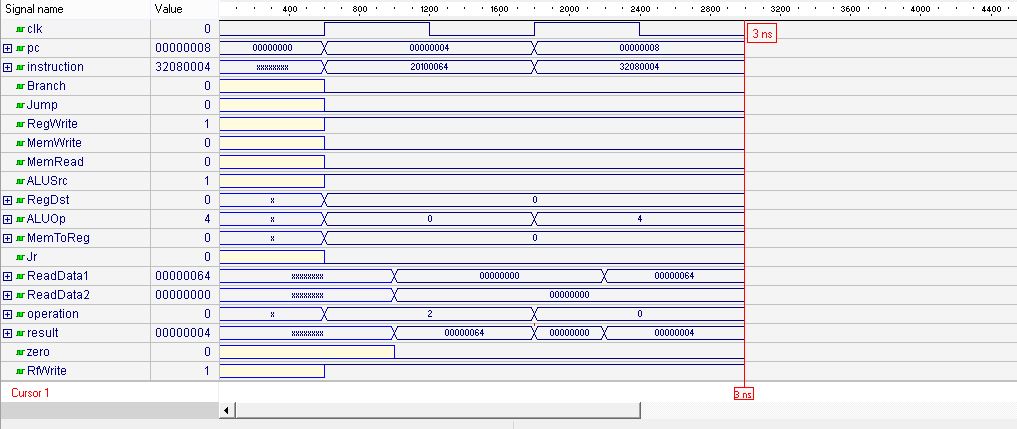 Signal name Value 400 800 1200 1600 2000 2400 2800 3200 3600 4000 4400
clk 0 3 ns
pc 00000008 00000000 00000004 00000008
instruction 32080004 xxxxxxxx 20100064 32080004
Branch 0
Jump 0
RegWrite 1
MemWrite 0
MemRead 0
ALUSrc 1
RegDst 0 x 0
ALUOp 4 x 0 4
MemToReg 0 x 0
Jr 0
ReadData1 00000064 xxxxxxxx 00000000 00000064
ReadData2 00000000 xxxxxxxx 00000000
operation 0 x 2 0
result 00000004 xxxxxxxx 00000064 00000000 00000004
zero 0
RfWrite 1
Cursor 1 3 ns